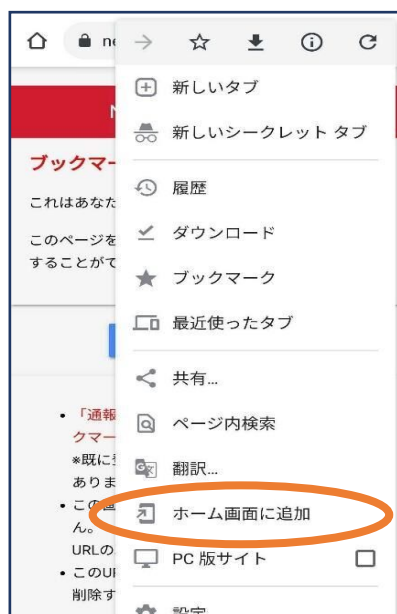 ne
N
新しいタブ
新しいシークレット タブ
履歴
ダウンロード
ブックマーク
最近使ったタブ
共有...
ページ内検索
翻訳...
ホーム画面に追加
PC 版サイト
設定
ブックマー
これはあなた
このページを
することがで
・「通報
クマー
*既に
ありま
・この
ん。
URLの
・このU
削除す